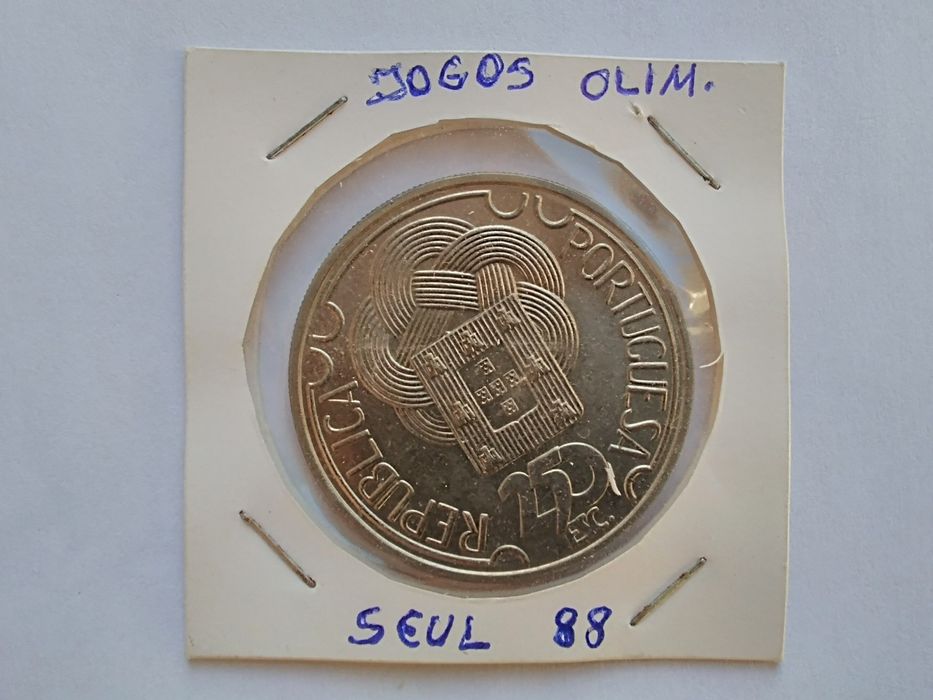 JOGOS OLIM.
REPUBLICA PORTUGUESA
250
ESC.
SEUL 88